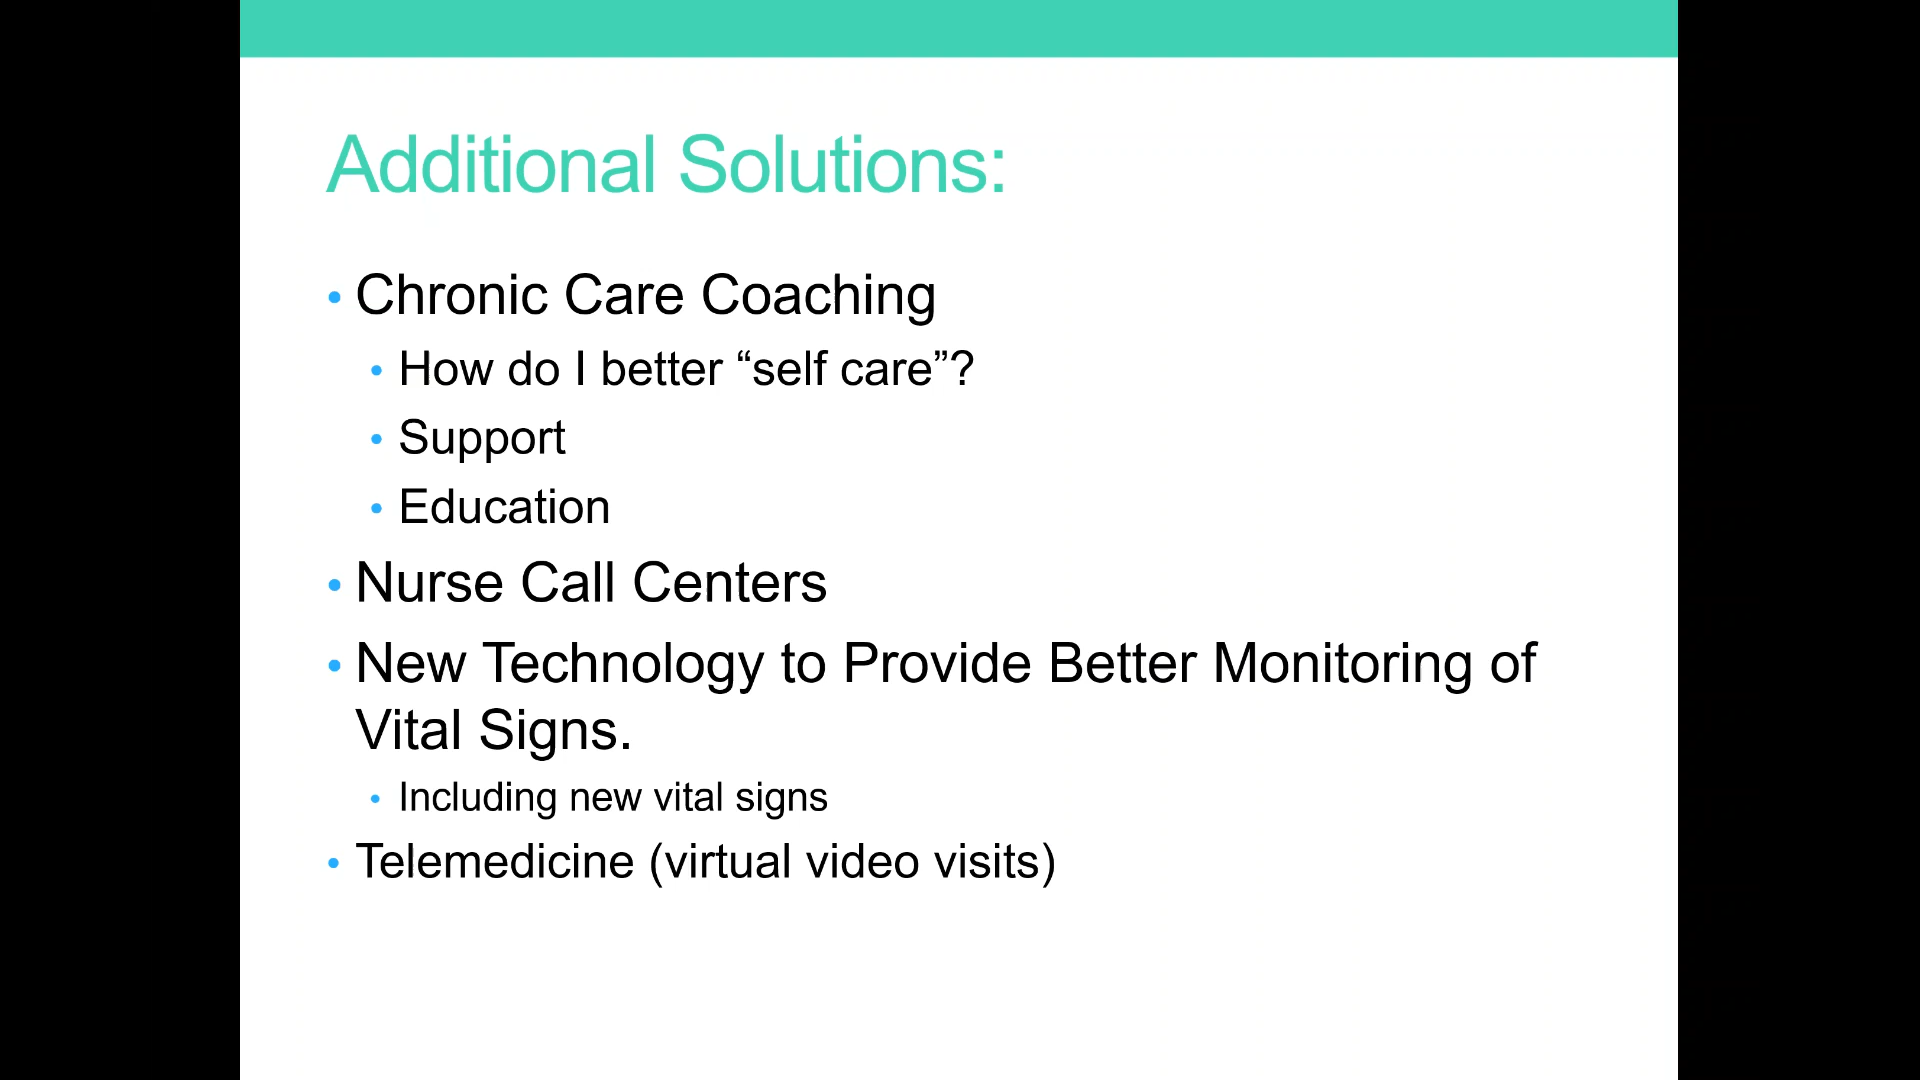 Additional Solutions:
• Chronic Care Coaching
• How do I better “self care”?
• Support
• Education
• Nurse Call Centers
• New Technology to Provide Better Monitoring of
Vital Signs.
• Including new vital signs
• Telemedicine (virtual video visits)